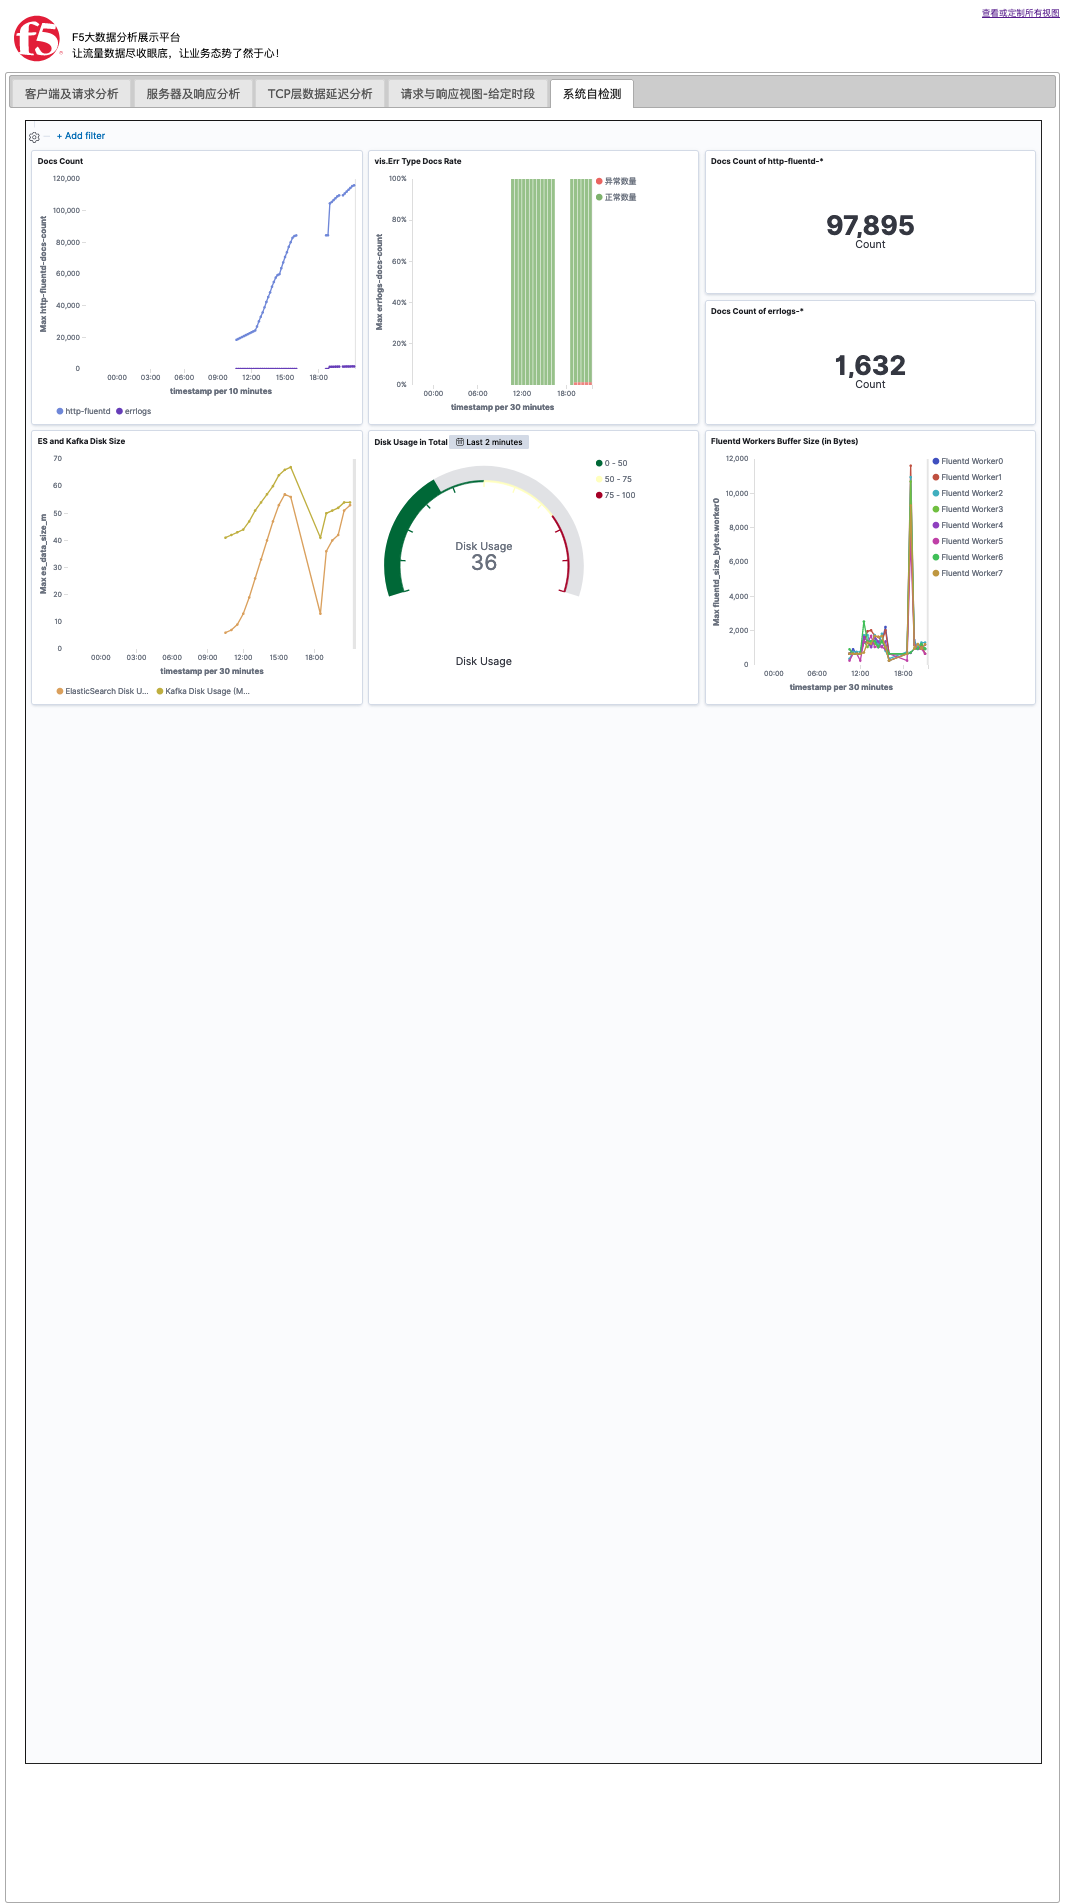 查看或定制所有视图
f5
F5大数据分析展示平台
让流量数据尽收眼底，让业务态势了然于心！
客户端及请求分析
服务器及响应分析
TCP层数据延迟分析
请求与响应视图-给定时段
系统自检测
+ Add filter
Docs Count
120,000
100,000
80,000
60,000
40,000
20,000
0
Max http-fluentd-docs-count
00:00 03:00 06:00 09:00 12:00 15:00 18:00
timestamp per 10 minutes
http-fluentd errlogs
vis.Err Type Docs Rate
100%
80%
60%
40%
20%
0%
Max errlogs-docs-count
00:00 06:00 12:00 18:00
timestamp per 30 minutes
异常数量
正常数量
Docs Count of http-fluentd-*
97,895
Count
Docs Count of errlogs-*
1,632
Count
ES and Kafka Disk Size
70
60
50
40
30
20
10
0
Max es_data_size_m
00:00 03:00 06:00 09:00 12:00 15:00 18:00
timestamp per 30 minutes
ElasticSearch Disk U... Kafka Disk Usage (M...
Disk Usage in Total Last 2 minutes
0 - 50
50 - 75
75 - 100
Disk Usage
36
Disk Usage
Fluentd Workers Buffer Size (in Bytes)
12,000
10,000
8,000
6,000
4,000
2,000
0
Max fluentd_size_bytes.worker0
00:00 06:00 12:00 18:00
timestamp per 30 minutes
Fluentd Worker0
Fluentd Worker1
Fluentd Worker2
Fluentd Worker3
Fluentd Worker4
Fluentd Worker5
Fluentd Worker6
Fluentd Worker7